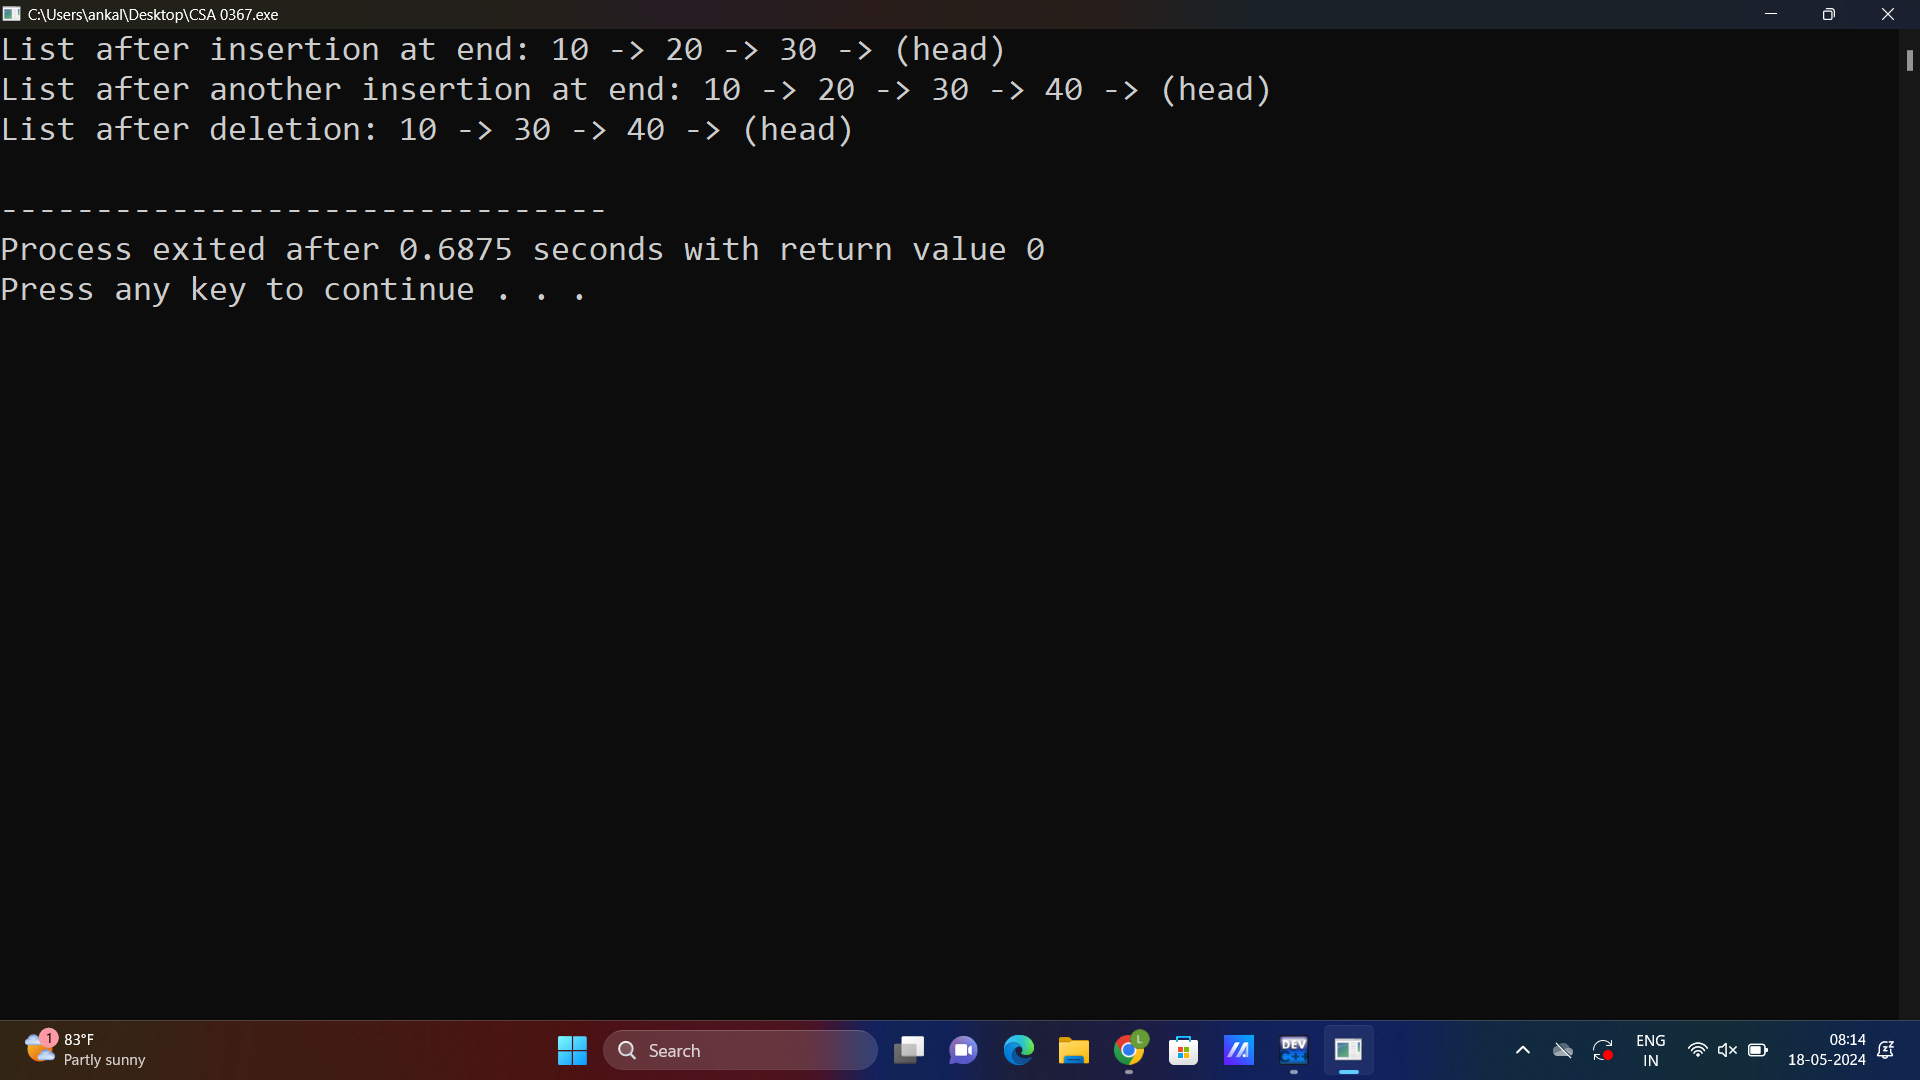 C:\Users\ankal\Desktop\CSA 0367.exe
List after insertion at end: 10 -> 20 -> 30 -> (head)
List after another insertion at end: 10 -> 20 -> 30 -> 40 -> (head)
List after deletion: 10 -> 30 -> 40 -> (head)
--------------------------------
Process exited after 0.6875 seconds with return value 0
Press any key to continue . . .
1
83°F
Partly sunny
Search
L
DEV
C++
ENG
IN
08:14
18-05-2024